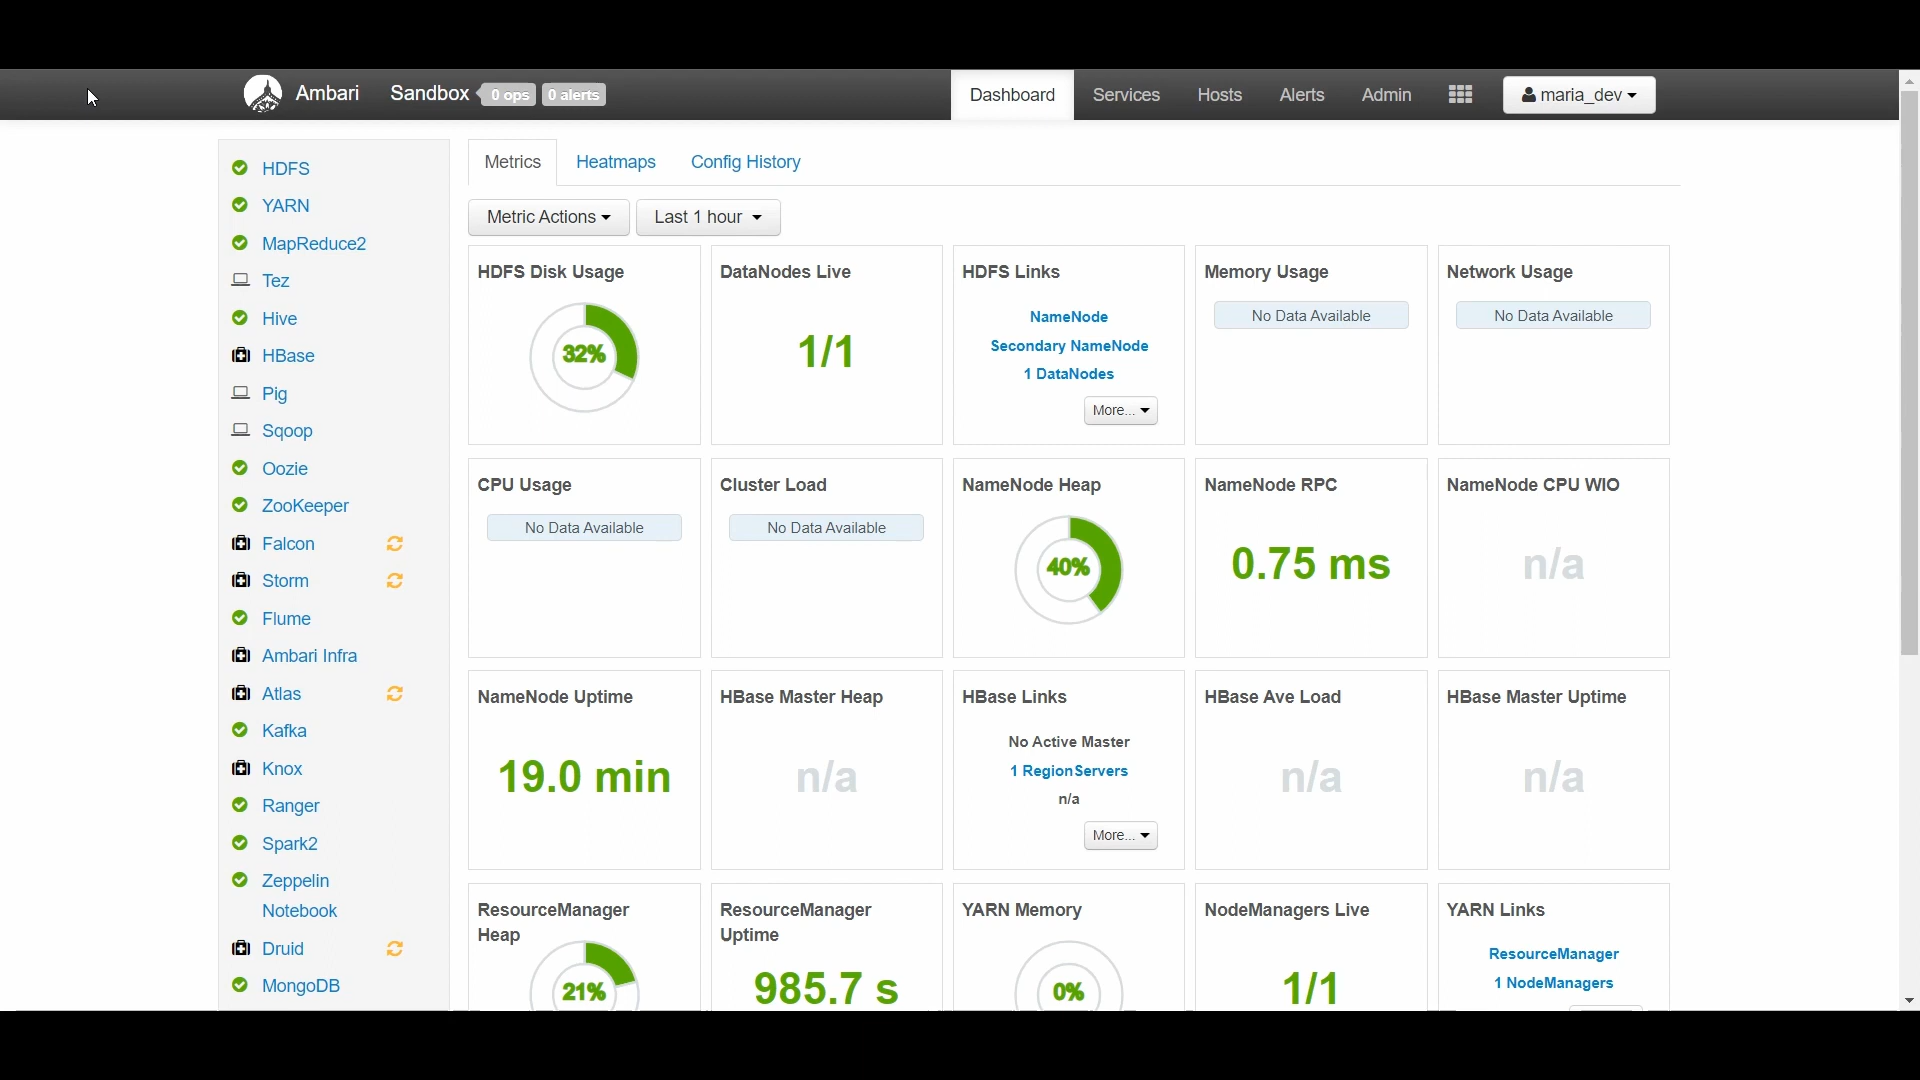 Ambari Sandbox 0 ops 0 alerts Dashboard Services Hosts Alerts Admin maria_dev
HDFS
YARN
MapReduce2
Tez
Hive
HBase
Pig
Sqoop
Oozie
ZooKeeper
Falcon
Storm
Flume
Ambari Infra
Atlas
Kafka
Knox
Ranger
Spark2
Zeppelin
Notebook
Druid
MongoDB
Metrics Heatmaps Config History
Metric Actions Last 1 hour
HDFS Disk Usage
32%
DataNodes Live
1/1
HDFS Links
NameNode
Secondary NameNode
1 DataNodes
More...
Memory Usage
No Data Available
Network Usage
No Data Available
CPU Usage
No Data Available
Cluster Load
No Data Available
NameNode Heap
40%
NameNode RPC
0.75 ms
NameNode CPU WIO
n/a
NameNode Uptime
19.0 min
HBase Master Heap
n/a
HBase Links
No Active Master
1 RegionServers
n/a
More...
HBase Ave Load
n/a
HBase Master Uptime
n/a
ResourceManager
Heap
21%
ResourceManager
Uptime
985.7 s
YARN Memory
0%
NodeManagers Live
1/1
YARN Links
ResourceManager
1 NodeManagers